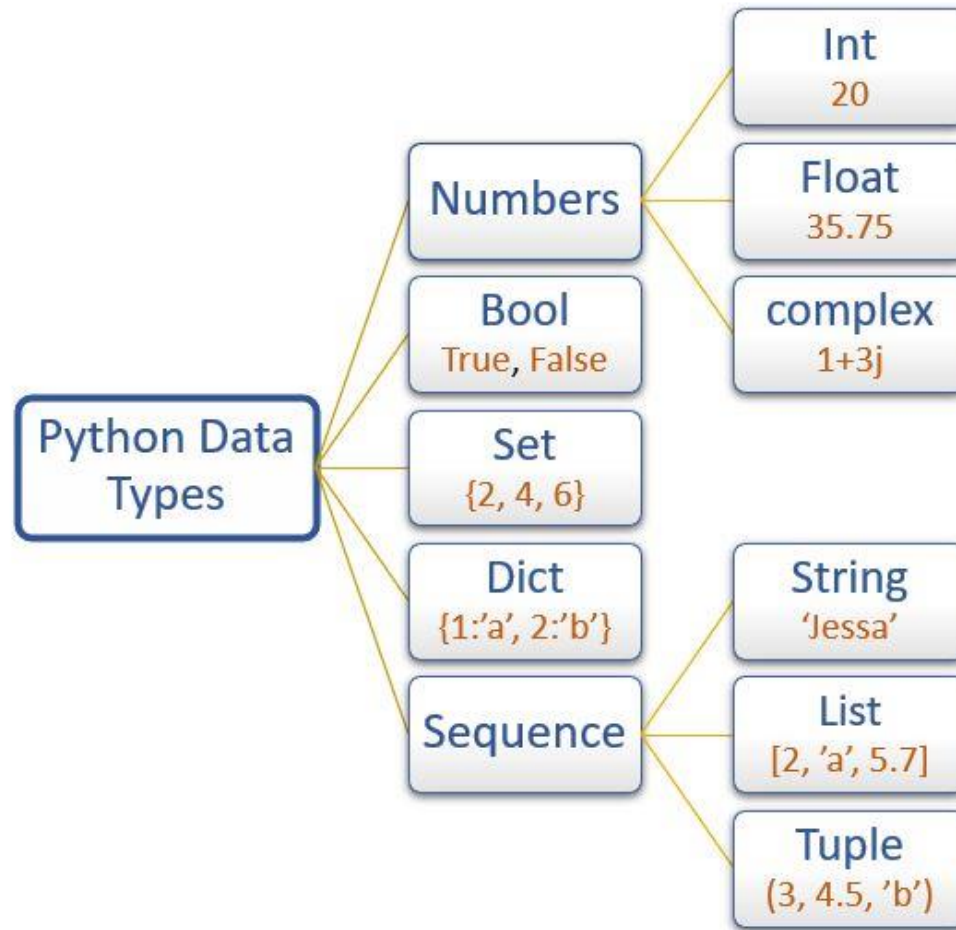 Python Data
Types
Numbers
Int
20
Float
35.75
complex
1+3j
Bool
True, False
Set
{2, 4, 6}
Dict
{1:’a’, 2:’b’}
Sequence
String
‘Jessa’
List
[2, ’a’, 5.7]
Tuple
(3, 4.5, ’b’)